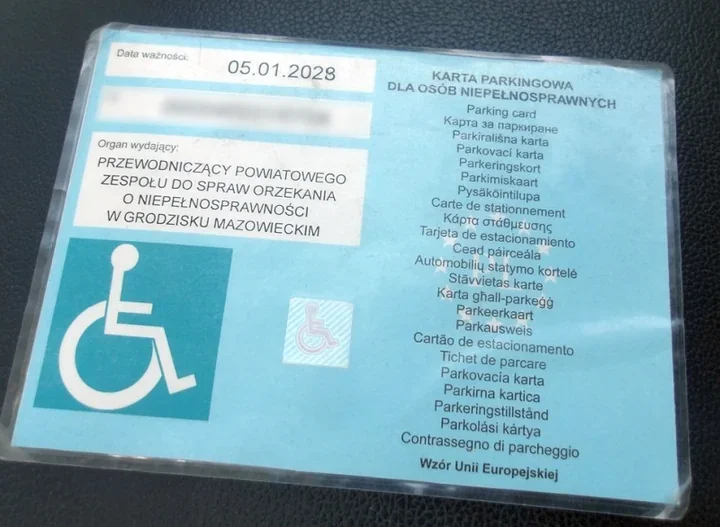 Data ważności:
05.01.2028
Organ wydający:
PRZEWODNICZĄCY POWIATOWEGO
ZESPOŁU DO SPRAW ORZEKANIA
O NIEPEŁNOSPRAWNOŚCI
W GRODZISKU MAZOWIECKIM
KARTA PARKINGOWA
DLA OSÓB NIEPEŁNOSPRAWNYCH
Parking card
Карта за паркиране
Parkirališna karta
Parkovací karta
Parkeringskort
Parkimiskaart
Pysäköintilupa
Carte de stationnement
Κάρτα στάθμευσης
Tarjeta de estacionamiento
Cead páirceála
Automobilių statymo kortelė
Stāvvietas karte
Karta għall-parkeġġ
Parkeerkaart
Parkausweis
Cartão de estacionamento
Tichet de parcare
Parkovacia karta
Parkirna kartica
Parkeringstillstånd
Parkolási kártya
Contrassegno di parcheggio
Wzór Unii Europejskiej